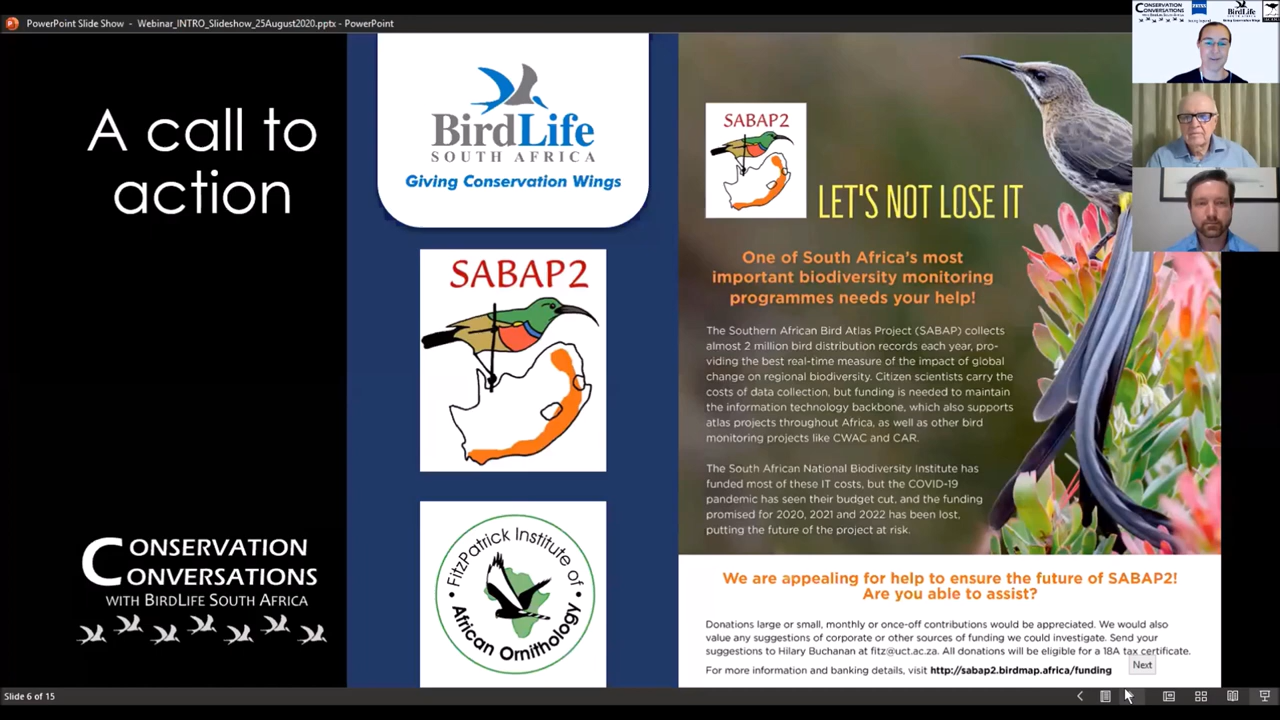 PowerPoint Slide Show - Webinar_INTRO_Slideshow_25August2020.pptx - PowerPoint
A call to
action
CONSERVATION
CONVERSATIONS
WITH BIRDLIFE SOUTH AFRICA
BirdLife
SOUTH AFRICA
Giving Conservation Wings
SABAP2
FitzPatrick Institute of
• African Ornithology •
SABAP2
LET'S NOT LOSE IT
One of South Africa's most
important biodiversity monitoring
programmes needs your help!
The Southern African Bird Atlas Project (SABAP) collects
almost 2 million bird distribution records each year, pro-
viding the best real-time measure of the impact of global
change on regional biodiversity. Citizen scientists carry the
costs of data collection, but funding is needed to maintain
the information technology backbone, which also supports
atlas projects throughout Africa, as well as other bird
monitoring projects like CWAC and CAR.
The South African National Biodiversity Institute has
funded most of these IT costs, but the COVID-19
pandemic has seen their budget cut, and the funding
promised for 2020, 2021 and 2022 has been lost,
putting the future of the project at risk.
We are appealing for help to ensure the future of SABAP2!
Are you able to assist?
Donations large or small, monthly or once-off contributions would be appreciated. We would also
value any suggestions of corporate or other sources of funding we could investigate. Send your
suggestions to Hilary Buchanan at fitz@uct.ac.za. All donations will be eligible for a 18A tax certificate.
For more information and banking details, visit http://sabap2.birdmap.africa/funding
Next
CONSERVATION
CONVERSATIONS
ZEISS
BirdLife
Giving Conservation Wings
Slide 6 of 15